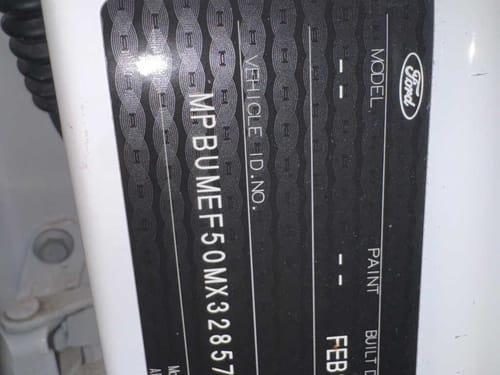 Ford
MODEL PAINT BUILT D
-- -- FEB
VEHICLE ID.NO.
MPBUMEF50MX32857